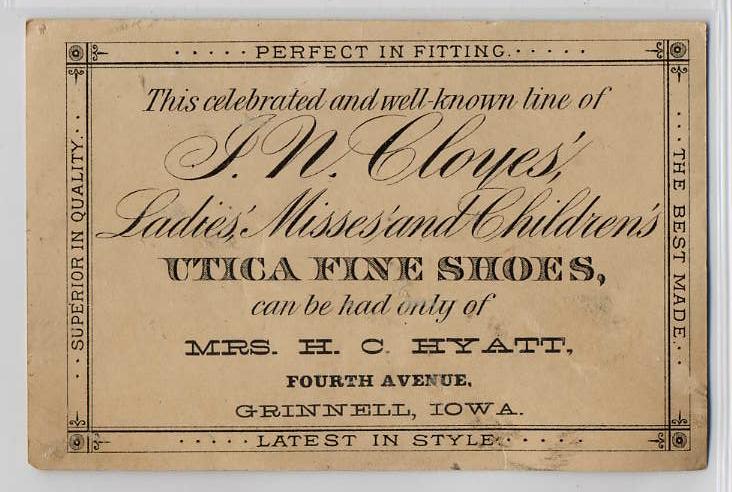 · · · · · PERFECT IN FITTING. · · · · ·
· · SUPERIOR IN QUALITY. · ·
This celebrated and well-known line of
I. N. Cloyes',
Ladies', Misses' and Children's
UTICA FINE SHOES,
can be had only of
MRS. H. C. HYATT,
FOURTH AVENUE,
GRINNELL, IOWA.
· · · THE BEST MADE. · · ·
· · · · · LATEST IN STYLE. · · · · ·